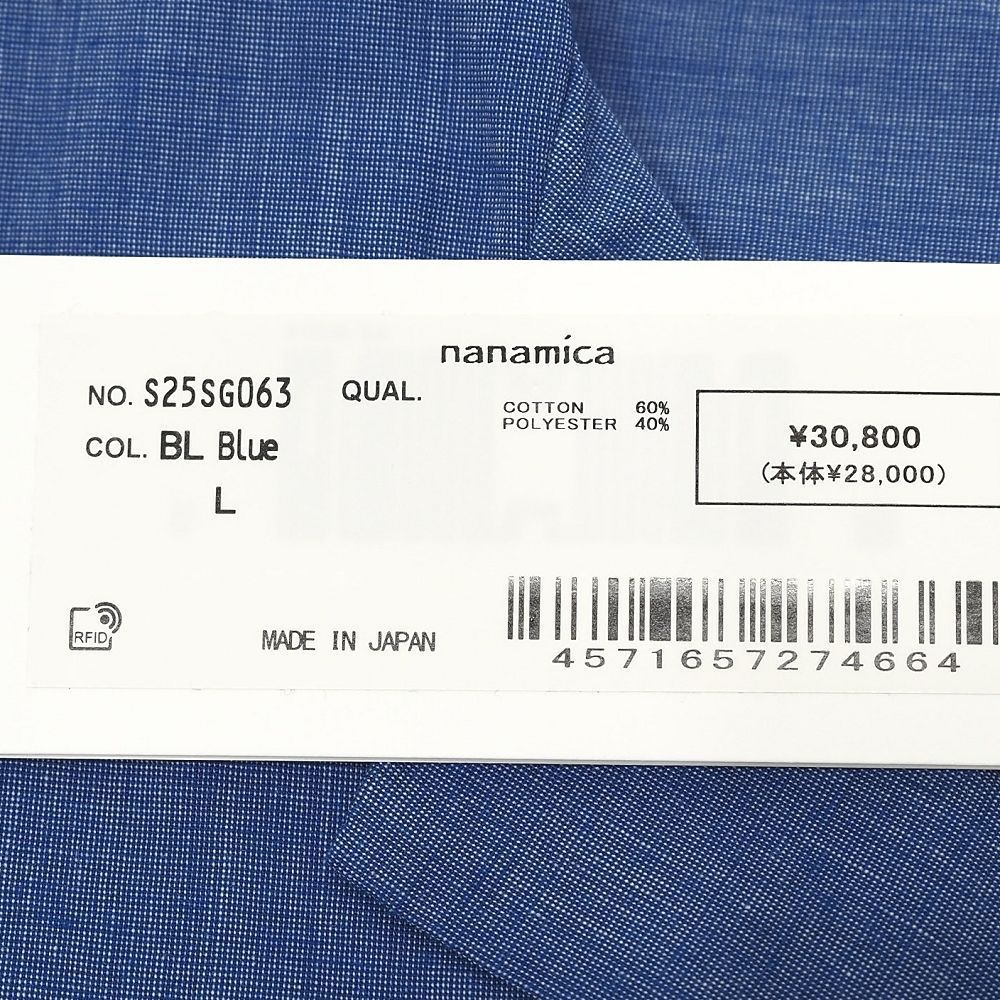 nanamica
NO. S25SG063
QUAL.
COL. BL Blue
L
COTTON 60%
POLYESTER 40%
¥30,800
(本体¥28,000)
RFID
MADE IN JAPAN
4571657274664